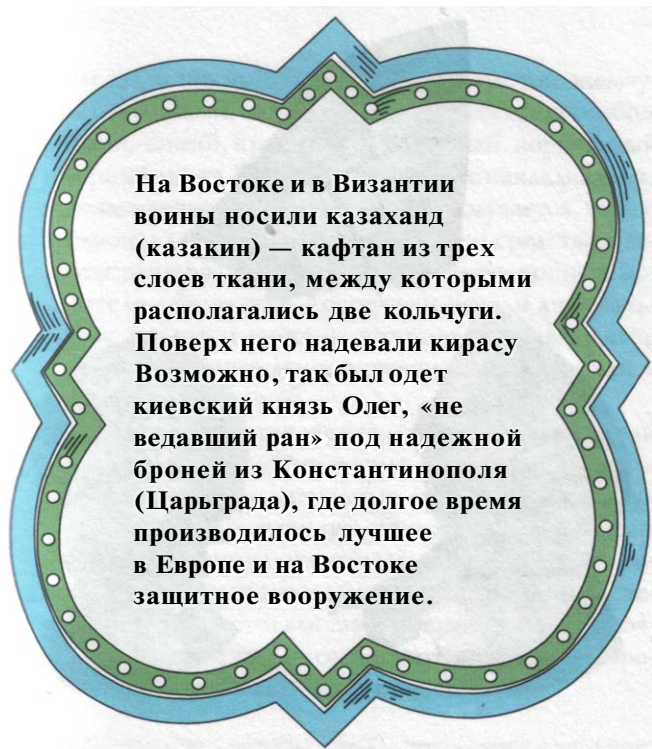 На Востоке и в Византии
воины носили казаханд
(казакин) — кафтан из трех
слоев ткани, между которыми
располагались две кольчуги.
Поверх него надевали кирасу
Возможно, так был одет
киевский князь Олег, «не
ведавший ран» под надежной
броней из Константинополя
(Царьграда), где долгое время
производилось лучшее
в Европе и на Востоке
защитное вооружение.